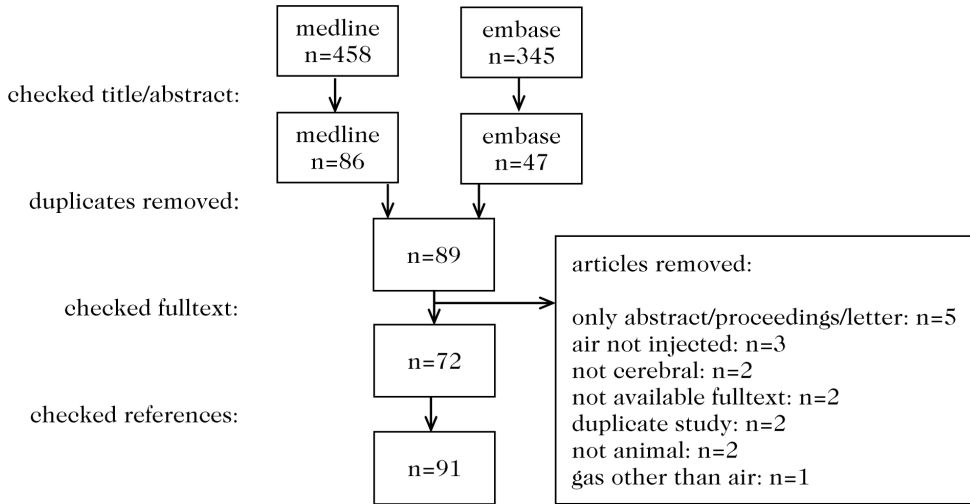 medline
n=458
embase
n=345
checked title/abstract:
medline
n=86
embase
n=47
duplicates removed:
n=89
articles removed:
only abstract/proceedings/letter: n=5
air not injected: n=3
not cerebral: n=2
not available fulltext: n=2
duplicate study: n=2
not animal: n=2
gas other than air: n=1
checked fulltext:
n=72
checked references:
n=91